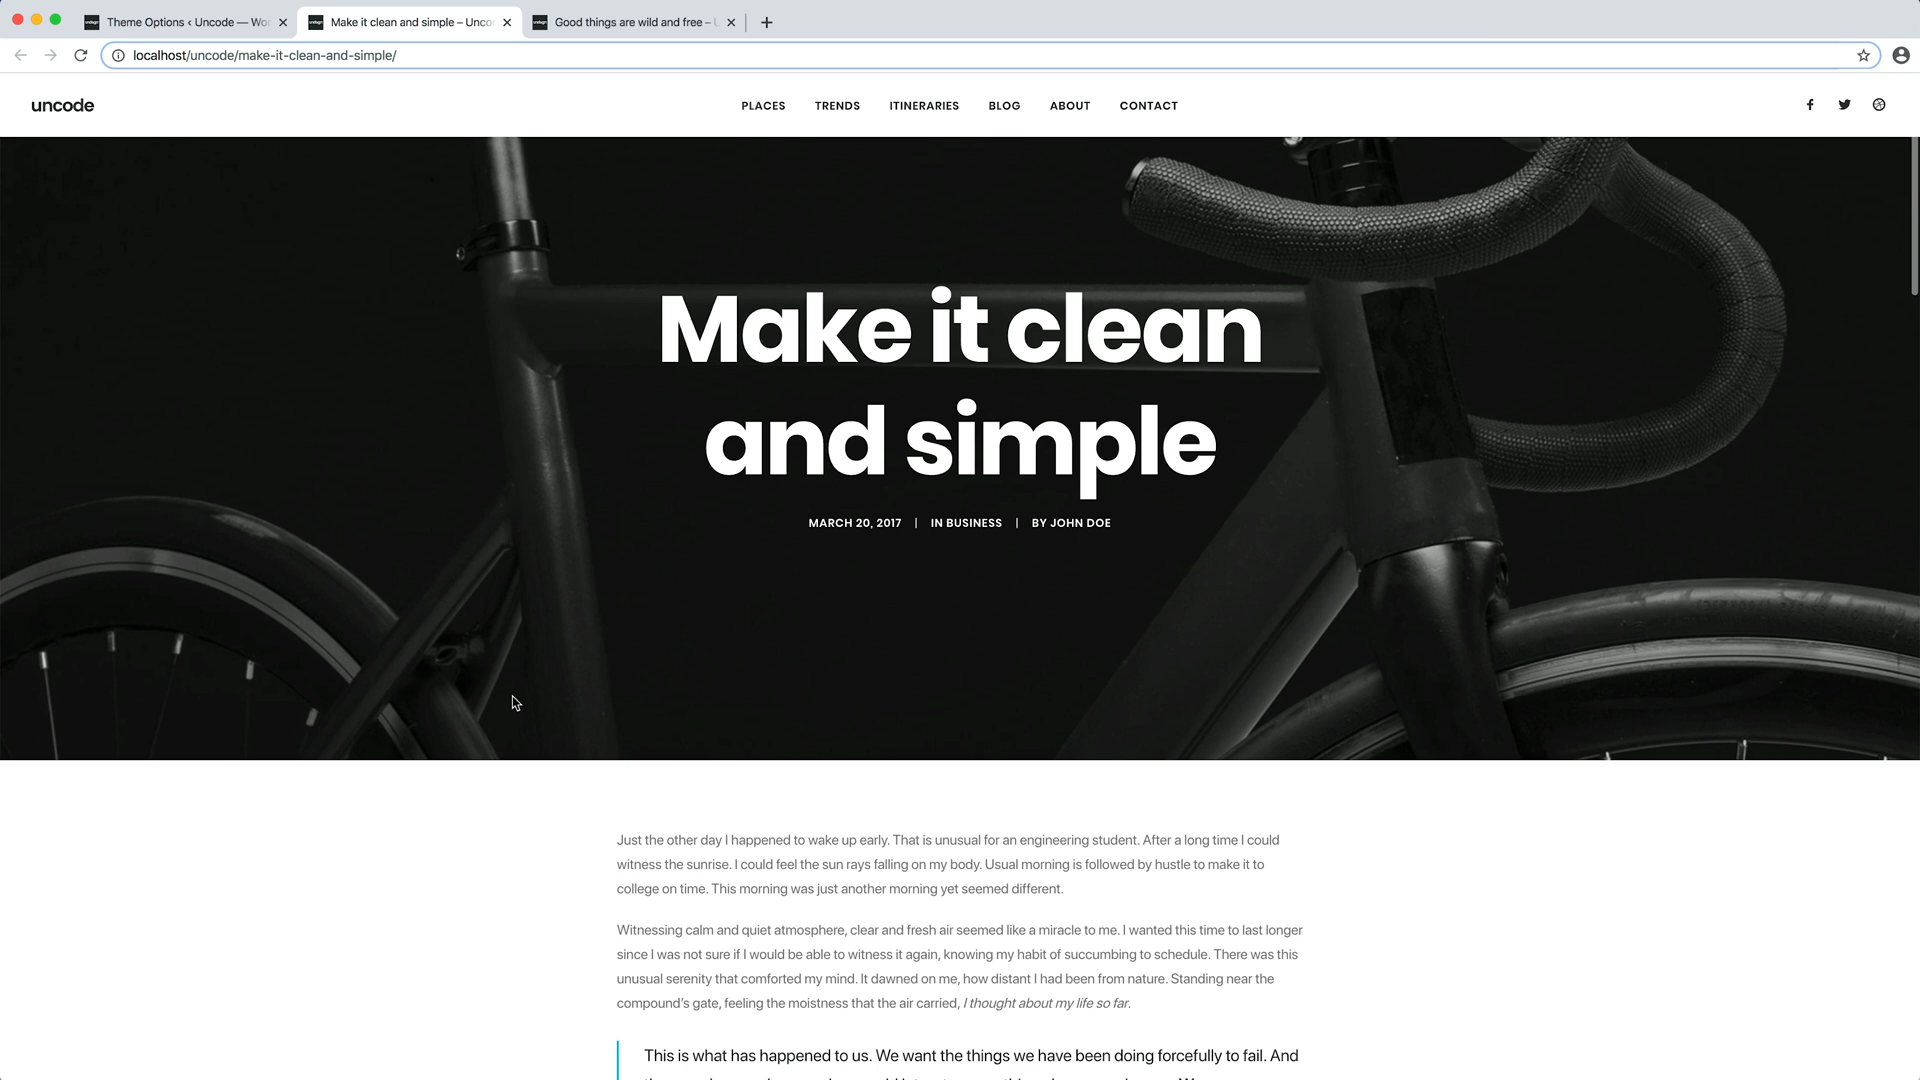 Theme Options ‹ Uncode — Wo
Make it clean and simple – Unco
Good things are wild and free –
localhost/uncode/make-it-clean-and-simple/
uncode
PLACES TRENDS ITINERARIES BLOG ABOUT CONTACT
Make it clean
and simple
MARCH 20, 2017 | IN BUSINESS | BY JOHN DOE
Just the other day I happened to wake up early. That is unusual for an engineering student. After a long time I could
witness the sunrise. I could feel the sun rays falling on my body. Usual morning is followed by hustle to make it to
college on time. This morning was just another morning yet seemed different.
Witnessing calm and quiet atmosphere, clear and fresh air seemed like a miracle to me. I wanted this time to last longer
since I was not sure if I would be able to witness it again, knowing my habit of succumbing to schedule. There was this
unusual serenity that comforted my mind. It dawned on me, how distant I had been from nature. Standing near the
compound's gate, feeling the moistness that the air carried, I thought about my life so far.
This is what has happened to us. We want the things we have been doing forcefully to fail. And